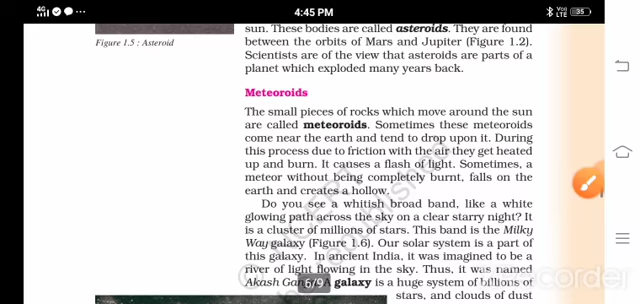 4G 4:45 PM VoLTE 35
sun. These bodies are called asteroids. They are found
between the orbits of Mars and Jupiter (Figure 1.2).
Scientists are of the view that asteroids are parts of
a planet which exploded many years back.
Figure 1.5 : Asteroid
Meteoroids
The small pieces of rocks which move around the sun
are called meteoroids. Sometimes these meteoroids
come near the earth and tend to drop upon it. During
this process due to friction with the air they get heated
up and burn. It causes a flash of light. Sometimes, a
meteor without being completely burnt, falls on
the earth and creates a hollow.
Do you see a whitish broad band, like a white
glowing path across the sky on a clear starry night? It
is a cluster of millions of stars. This band is the Milky
Way galaxy (Figure 1.6). Our solar system is a part of
this galaxy. In ancient India, it was imagined to be a
river of light flowing in the sky. Thus, it was named
Akash Ganga. A galaxy is a huge system of billions of
stars, and clouds of dust
6/9
© NCERT
not to be republished